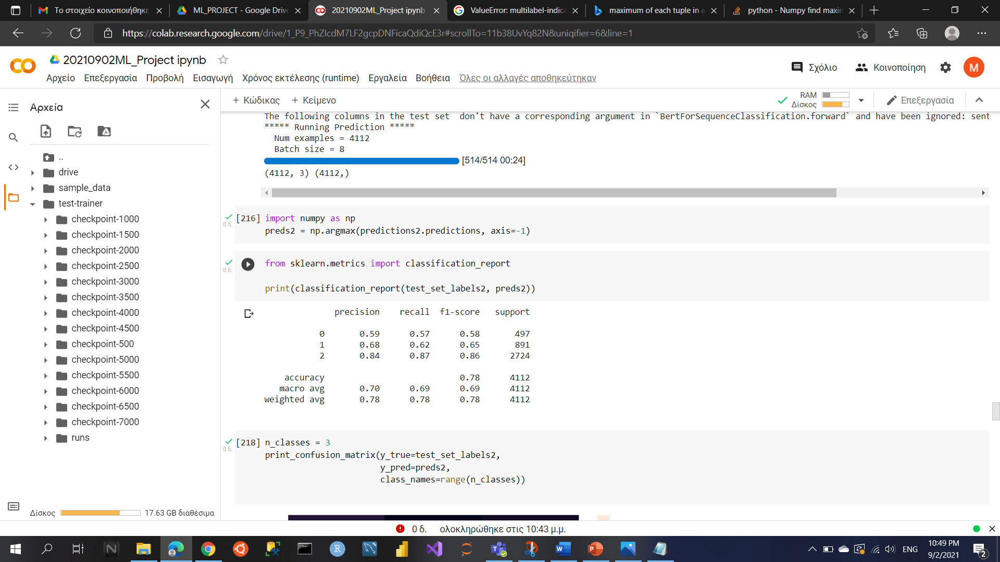 Το στοιχείο κοινοποιήθηκε
ML_PROJECT - Google Drive
20210902ML_Project ipynb
ValueError: multilabel-indica
maximum of each tuple in a
python - Numpy find maxim
https://colab.research.google.com/drive/1_P9_PhZIcdM7LF2gcpDNFicaQdiQcE3r#scrollTo=11b38UvYq82N&uniqifier=6&line=1
20210902ML_Project ipynb
Σχόλιο
Κοινοποίηση
M
Αρχείο Επεξεργασία Προβολή Εισαγωγή Χρόνος εκτέλεσης (runtime) Εργαλεία Βοήθεια Όλες οι αλλαγές αποθηκεύτηκαν
Αρχεία
+ Κώδικας + Κείμενο
RAM
Δίσκος
Επεξεργασία
..
drive
sample_data
test-trainer
checkpoint-1000
checkpoint-1500
checkpoint-2000
checkpoint-2500
checkpoint-3000
checkpoint-3500
checkpoint-4000
checkpoint-4500
checkpoint-500
checkpoint-5000
checkpoint-5500
checkpoint-6000
checkpoint-6500
checkpoint-7000
runs
Δίσκος 17.63 GB διαθέσιμα
The following columns in the test set  don't have a corresponding argument in `BertForSequenceClassification.forward` and have been ignored: sent
***** Running Prediction *****
  Num examples = 4112
  Batch size = 8
[514/514 00:24]
(4112, 3) (4112,)
[216] import numpy as np
0 δ.
preds2 = np.argmax(predictions2.predictions, axis=-1)
from sklearn.metrics import classification_report
0 δ.
print(classification_report(test_set_labels2, preds2))
precision recall f1-score support
0 0.59 0.57 0.58 497
1 0.68 0.62 0.65 891
2 0.84 0.87 0.86 2724
accuracy 0.78 4112
macro avg 0.70 0.69 0.69 4112
weighted avg 0.78 0.78 0.78 4112
[218] n_classes = 3
0 δ.
print_confusion_matrix(y_true=test_set_labels2,
y_pred=preds2,
class_names=range(n_classes))
0 δ. ολοκληρώθηκε στις 10:43 μ.μ.
ENG
10:49 PM
9/2/2021
2